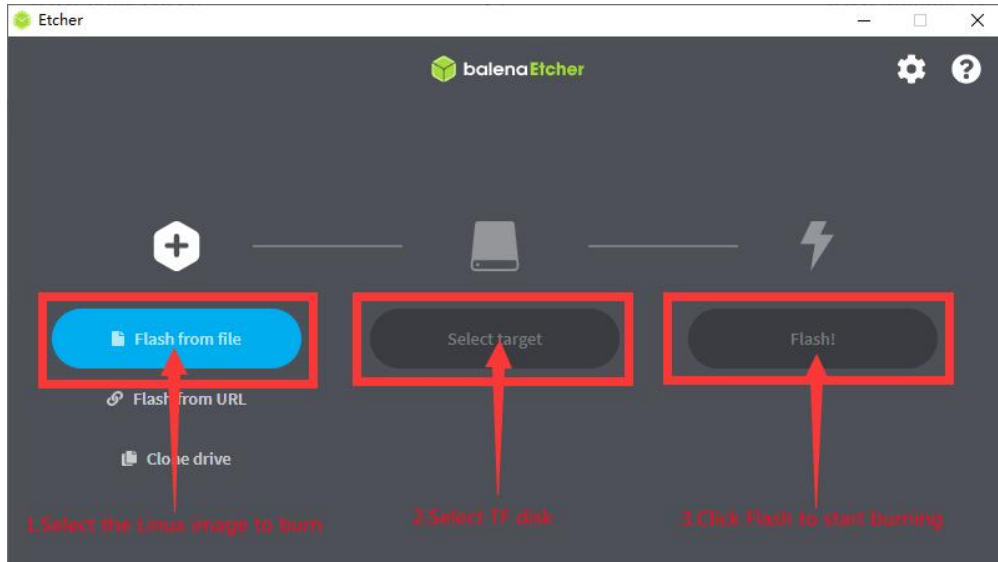 Etcher
balenaEtcher
Flash from file
Select target
Flash!
Flash from URL
Clone drive
1.Select the Linux image to burn
2.Select TF disk
3.Click Flash to start burning